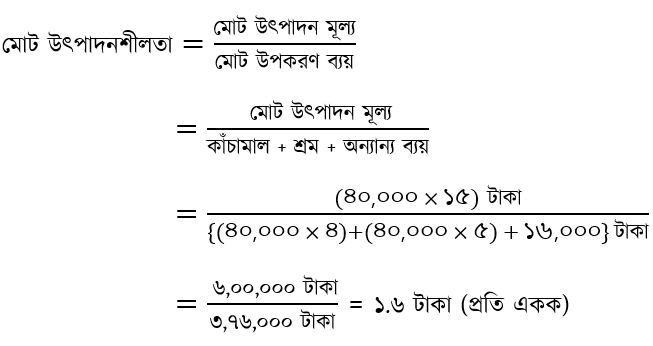 মোট উৎপাদনশীলতা = মোট উৎপাদন মূল্য / মোট উপকরণ ব্যয়
= মোট উৎপাদন মূল্য / কাঁচামাল + শ্রম + অন্যান্য ব্যয়
= (৪০,০০০ × ১৫) টাকা / {(৪০,০০০ × ৪)+(৪০,০০০ × ৫) + ১৬,০০০} টাকা
= ৬,০০,০০০ টাকা / ৩,৭৬,০০০ টাকা = ১.৬ টাকা (প্রতি একক)